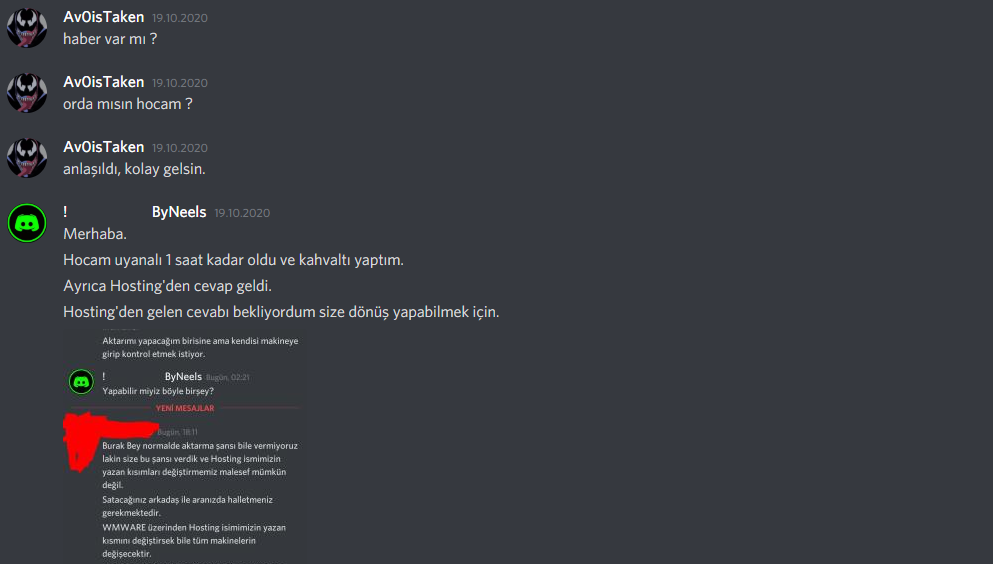 Av0isTaken 19.10.2020
haber var mı ?
Av0isTaken 19.10.2020
orda mısın hocam ?
Av0isTaken 19.10.2020
anlaşıldı, kolay gelsin.
! ByNeels 19.10.2020
Merhaba.
Hocam uyanalı 1 saat kadar oldu ve kahvaltı yaptım.
Ayrıca Hosting'den cevap geldi.
Hosting'den gelen cevabı bekliyordum size dönüş yapabilmek için.
Aktarımı yapacağım birisine ama kendisi makineye
girip kontrol etmek istiyor.
! ByNeels Bugün, 02:21
Yapabilir miyiz böyle birşey?
YENİ MESAJLAR
Bugün, 18:11
Burak Bey normalde aktarma şansı bile vermiyoruz
lakin size bu şansı verdik ve Hosting ismimizin
yazan kısımları değiştirmemiz malesef mümkün
değil.
Satacağınız arkadaş ile aranızda halletmeniz
gerekmektedir.
WMWARE üzerinden Hosting isimimizin yazan
kısmını değiştirsek bile tüm makinelerin
değişecektir.